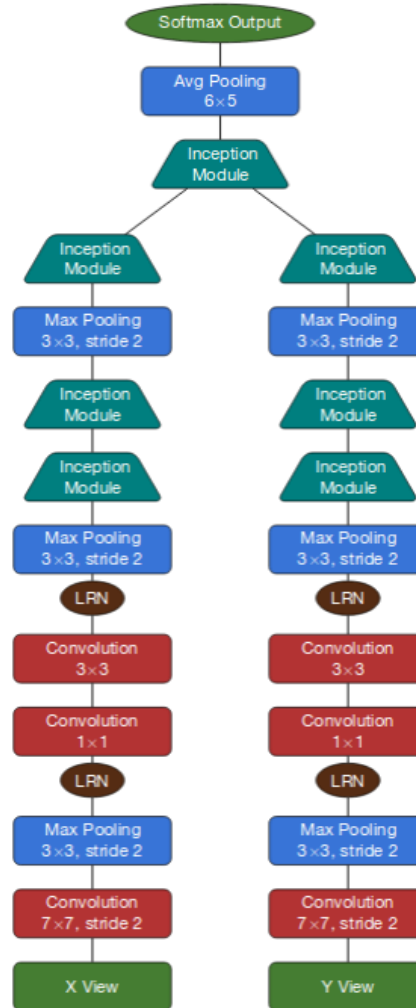 Softmax Output
Avg Pooling
6×5
Inception
Module
Inception
Module
Inception
Module
Max Pooling
3×3, stride 2
Max Pooling
3×3, stride 2
Inception
Module
Inception
Module
Inception
Module
Inception
Module
Max Pooling
3×3, stride 2
Max Pooling
3×3, stride 2
LRN
LRN
Convolution
3×3
Convolution
3×3
Convolution
1×1
Convolution
1×1
LRN
LRN
Max Pooling
3×3, stride 2
Max Pooling
3×3, stride 2
Convolution
7×7, stride 2
Convolution
7×7, stride 2
X View
Y View